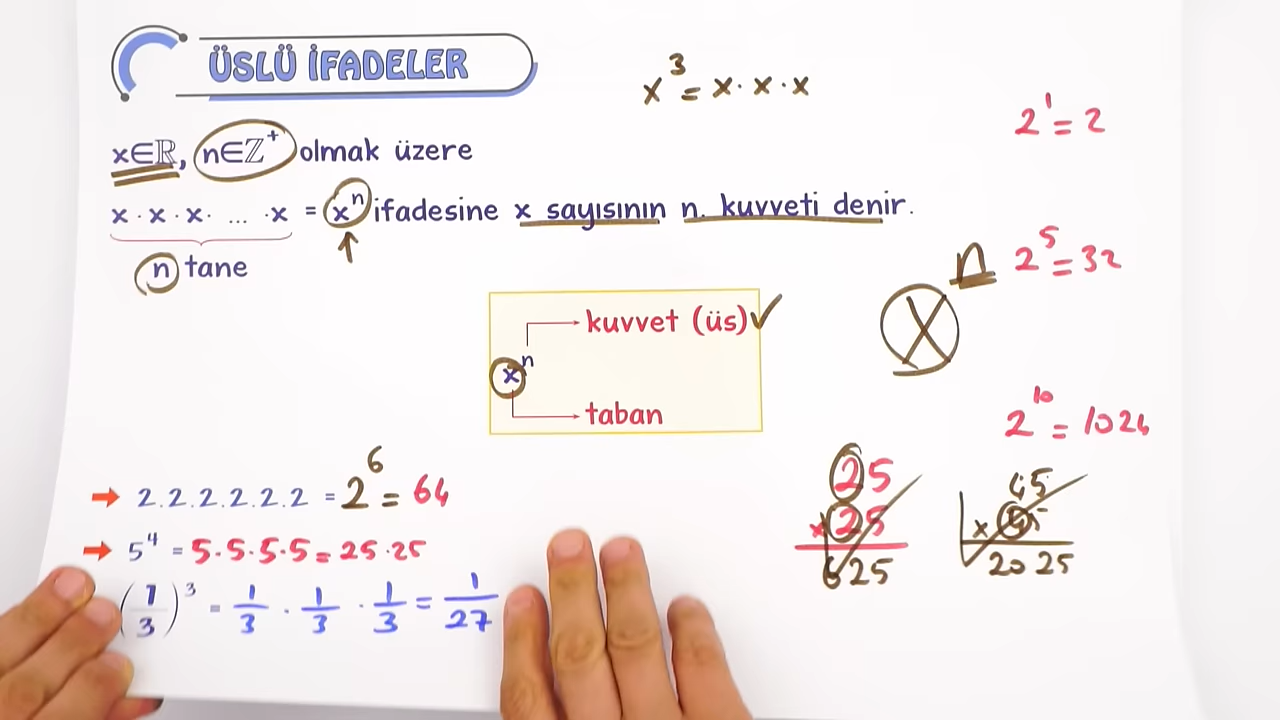 ÜSLÜ İFADELER
x³ = x · x · x
2¹ = 2
x∈ℝ, n∈ℤ⁺ olmak üzere
x · x · x · ... · x = xⁿ ifadesine x sayısının n. kuvveti denir.
n tane
2⁵ = 32
xⁿ
kuvvet (üs)
xⁿ
taban
2¹⁰ = 1024
2.2.2.2.2.2 = 2⁶ = 64
25
x 25
625
45
x 45
2025
5⁴ = 5·5·5·5 = 25·25
(1/3)³ = 1/3 · 1/3 · 1/3 = 1/27